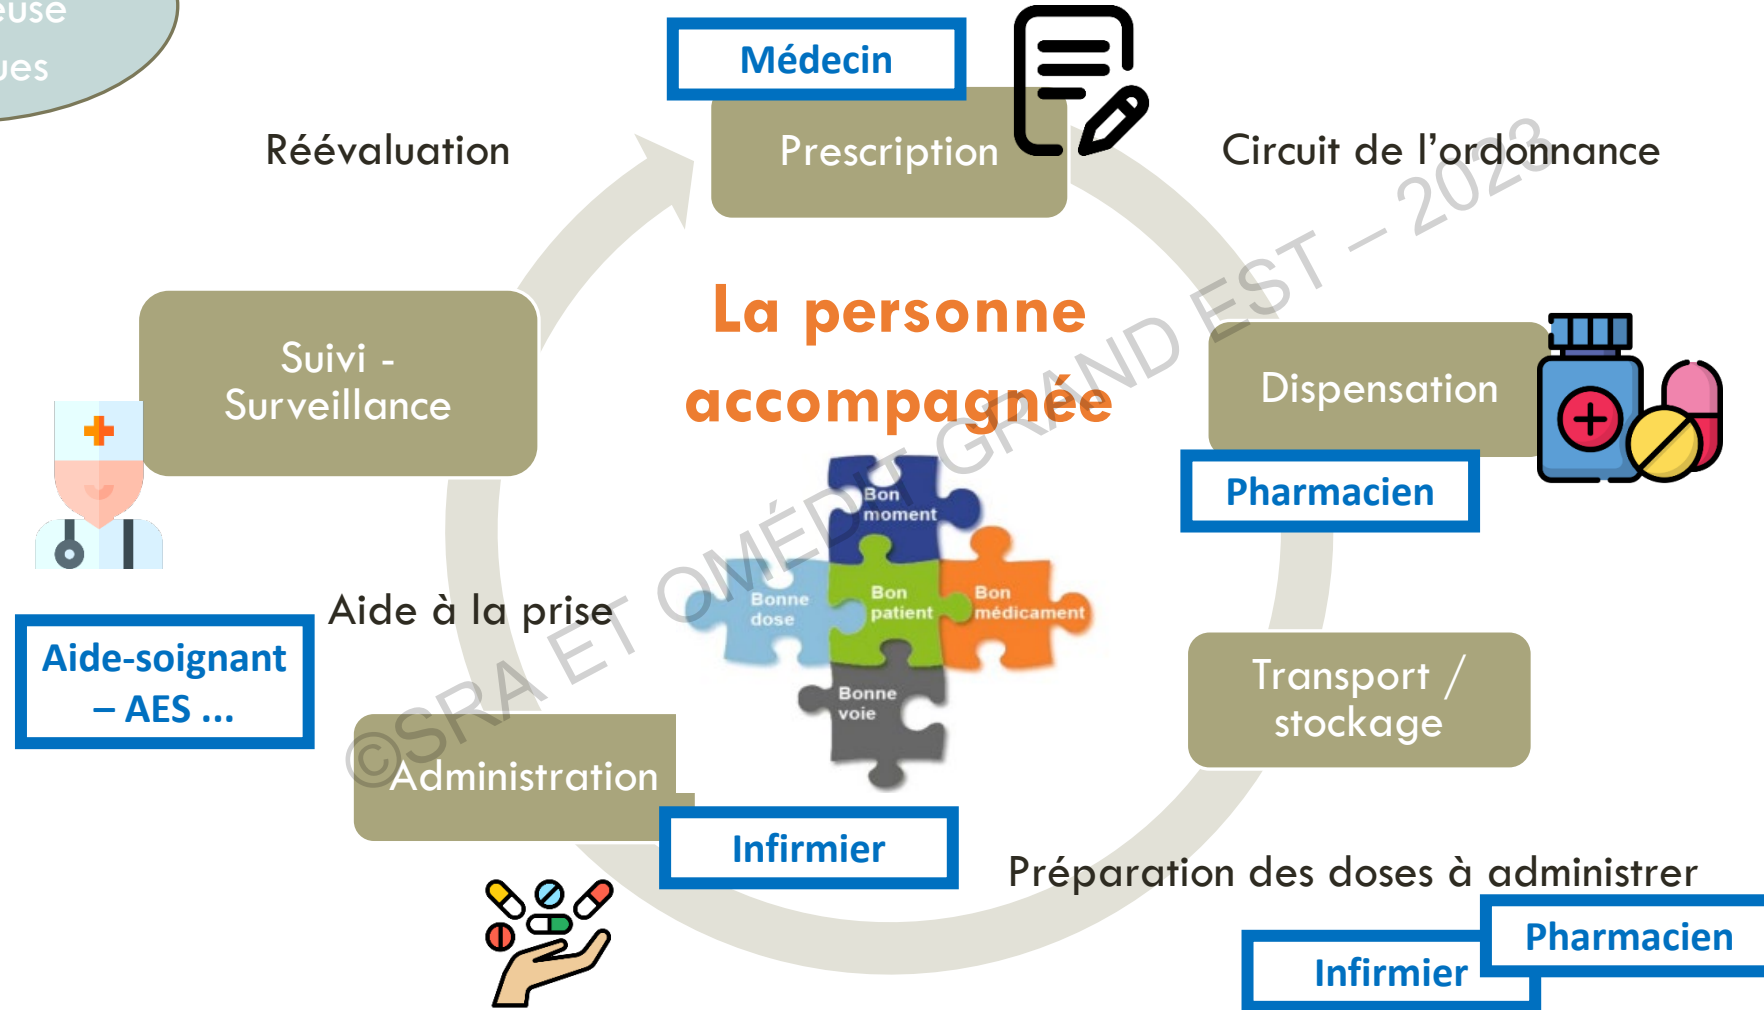 Médecin
Prescription
Réévaluation
Circuit de l’ordonnance
La personne
accompagnée
Suivi -
Surveillance
Dispensation
Pharmacien
Bon
moment
Bonne
dose
Bon
patient
Bon
médicament
Bonne
voie
Aide à la prise
Aide-soignant
– AES ...
Transport /
stockage
Administration
Infirmier
Préparation des doses à administrer
Pharmacien
Infirmier
©SRA ET OMÉDIT GRAND EST – 2023